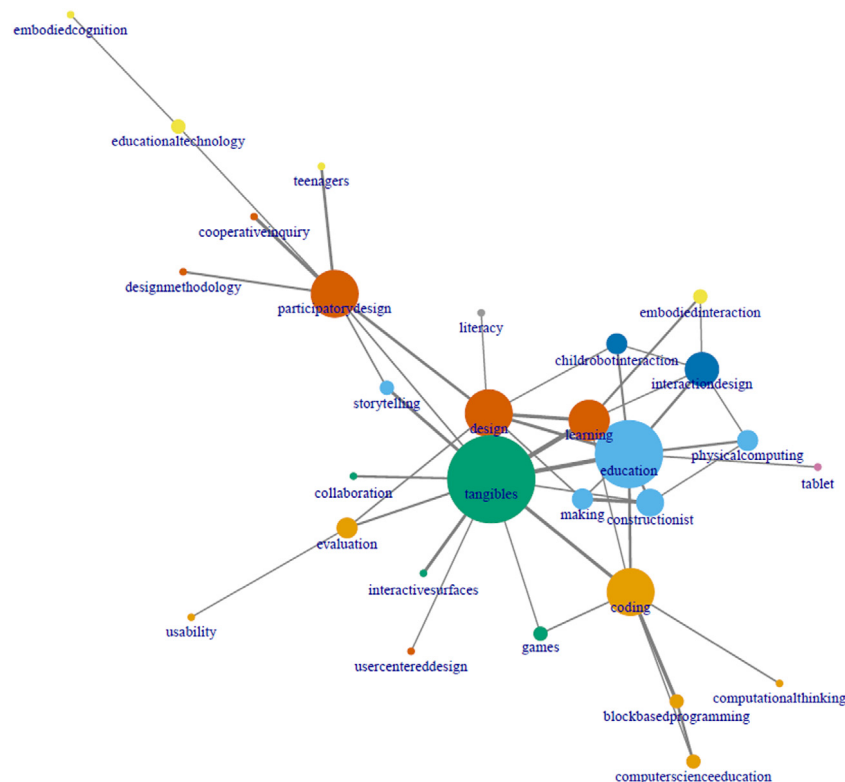 embodiedcognition
educationaltechnology
teenagers
cooperativeinquiry
designmethodology
participatorydesign
embodiedinteraction
literacy
childrobotinteraction
interactiondesign
storytelling
design
learning
physicalcomputing
education
tablet
collaboration
tangibles
making
constructionist
evaluation
interactivesurfaces
coding
usability
games
usercentereddesign
computationalthinking
blockbasedprogramming
computerscienceeducation